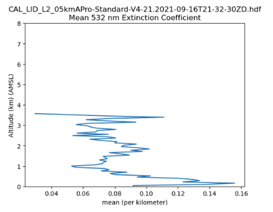 CAL_LID_L2_05kmAPro-Standard-V4-21.2021-09-16T21-32-30ZD.hdf
Mean 532 nm Extinction Coefficient
Altitude (km) (AMSL)
8
7
6
5
4
3
2
1
0
0.04 0.06 0.08 0.10 0.12 0.14 0.16
mean (per kilometer)